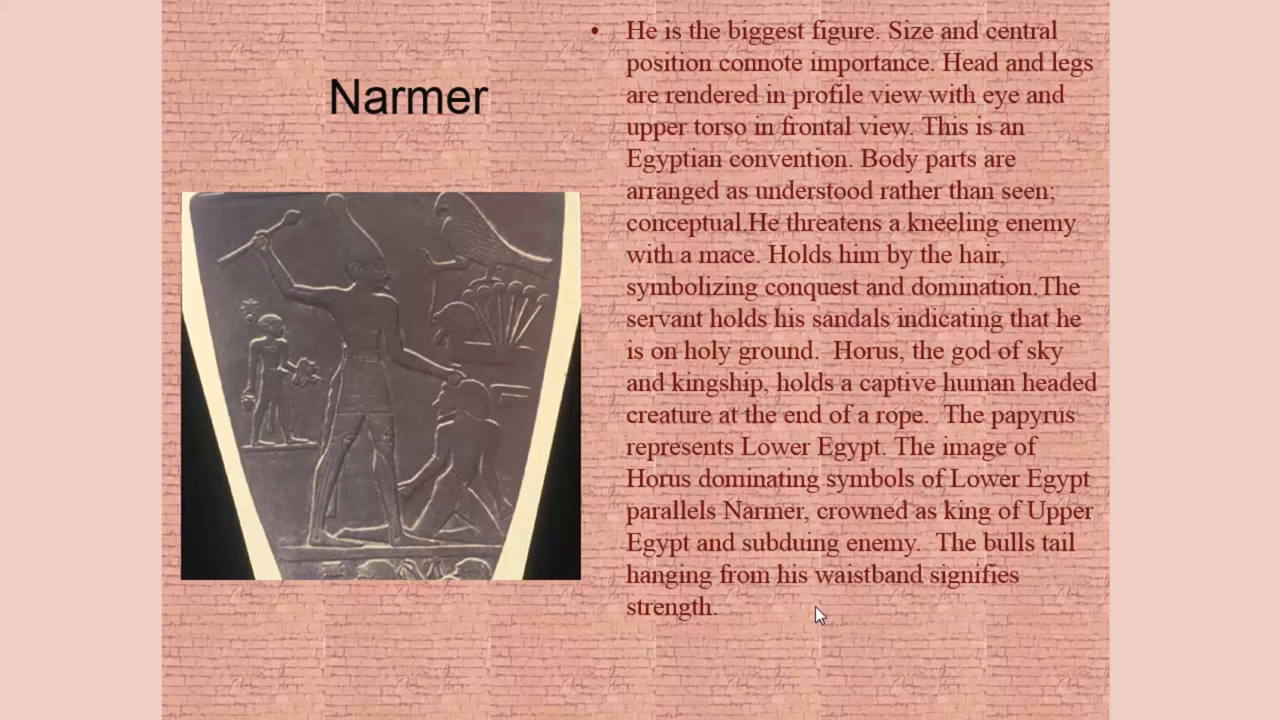 Narmer
• He is the biggest figure. Size and central
position connote importance. Head and legs
are rendered in profile view with eye and
upper torso in frontal view. This is an
Egyptian convention. Body parts are
arranged as understood rather than seen;
conceptual.He threatens a kneeling enemy
with a mace. Holds him by the hair,
symbolizing conquest and domination.The
servant holds his sandals indicating that he
is on holy ground.  Horus, the god of sky
and kingship, holds a captive human headed
creature at the end of a rope.  The papyrus
represents Lower Egypt. The image of
Horus dominating symbols of Lower Egypt
parallels Narmer, crowned as king of Upper
Egypt and subduing enemy.  The bulls tail
hanging from his waistband signifies
strength.